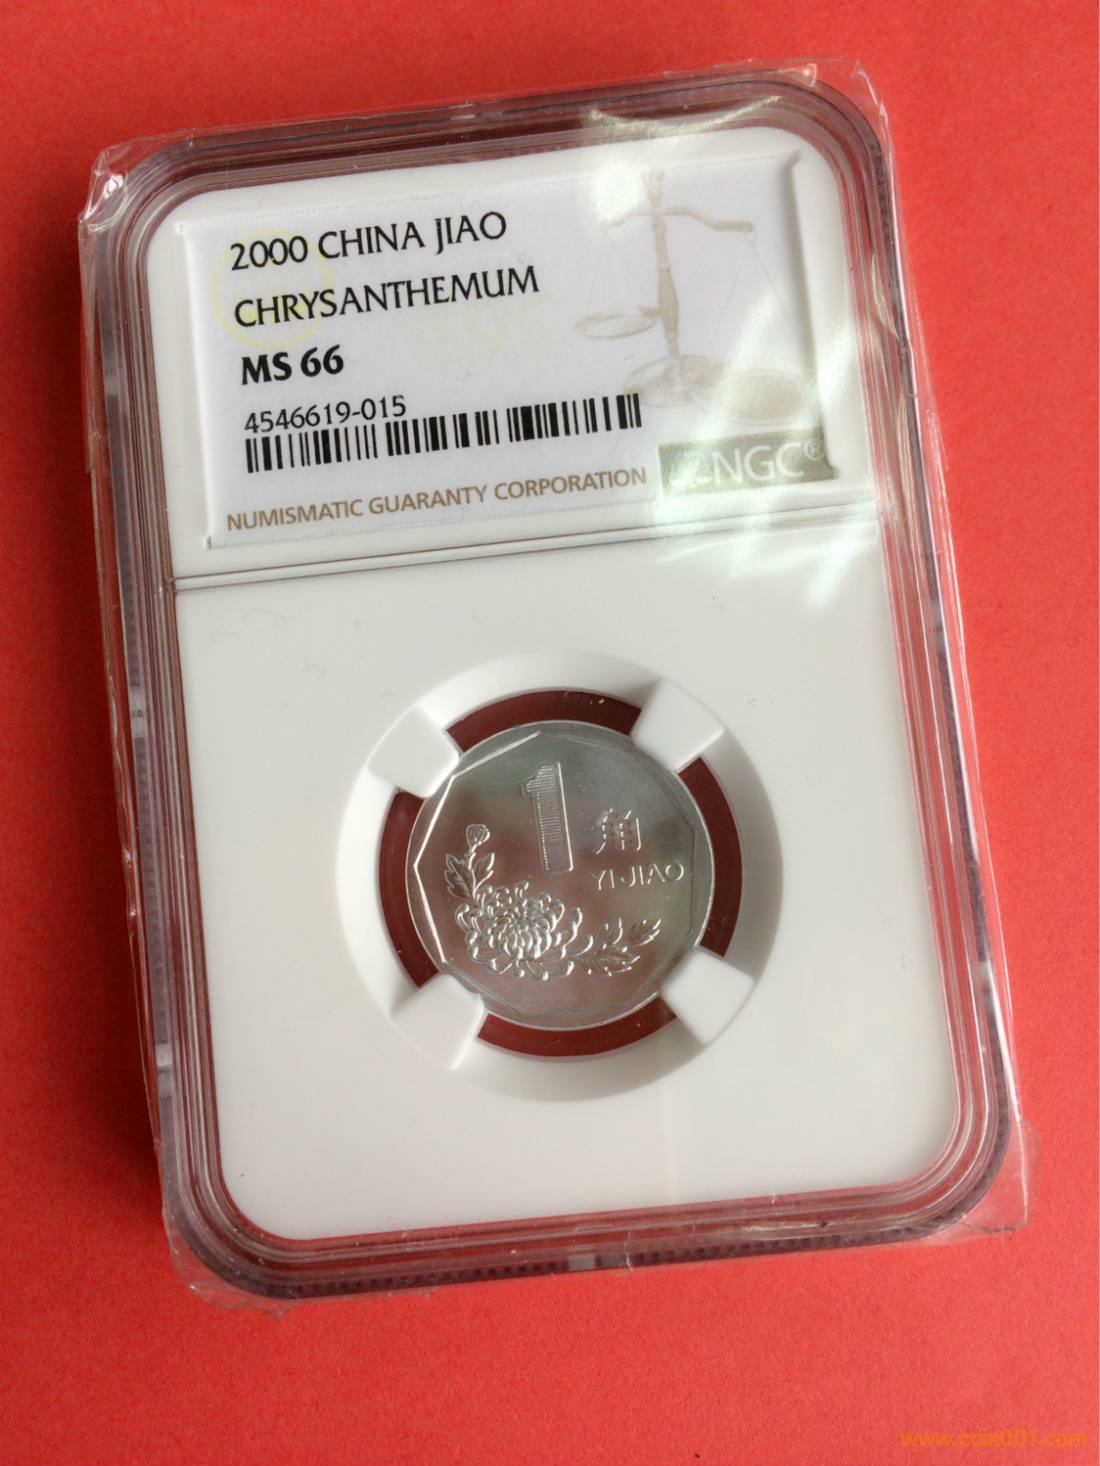 2000 CHINA JIAO
CHRYSANTHEMUM
MS 66
4546619-015
NGC®
NUMISMATIC GUARANTY CORPORATION
1
角
YI JIAO
www.coin001.com